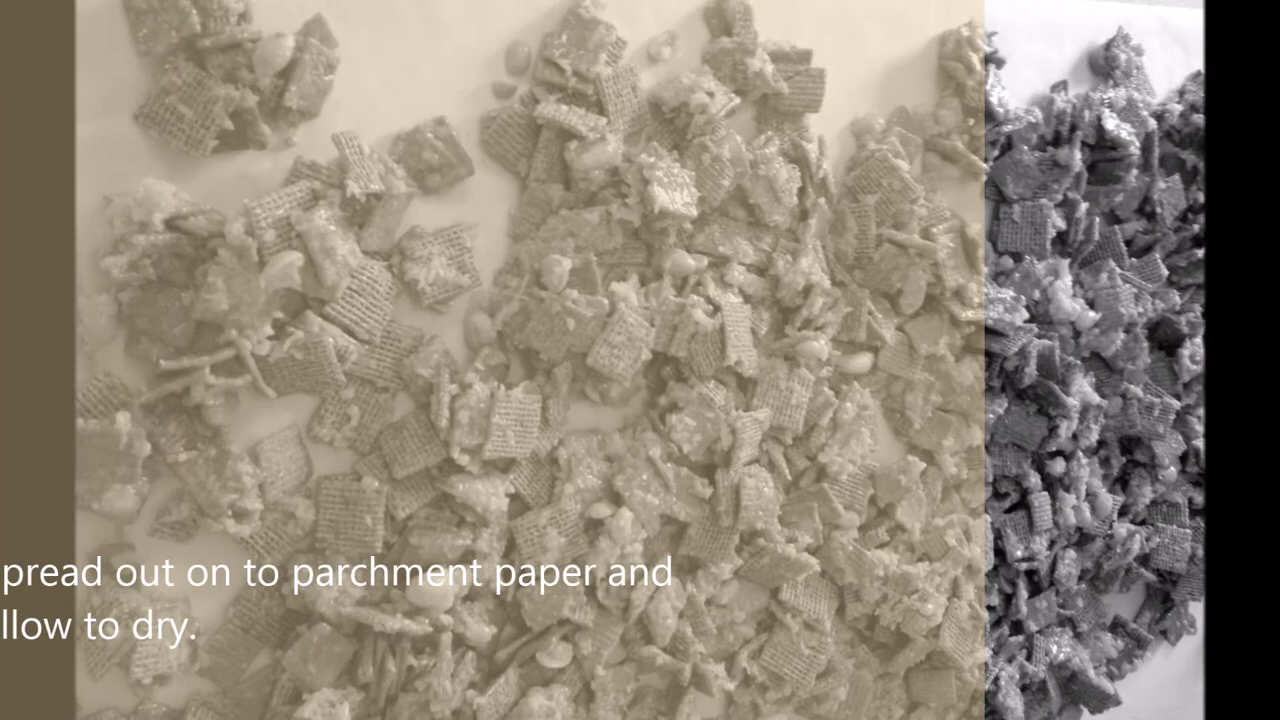 pread out on to parchment paper and
llow to dry.